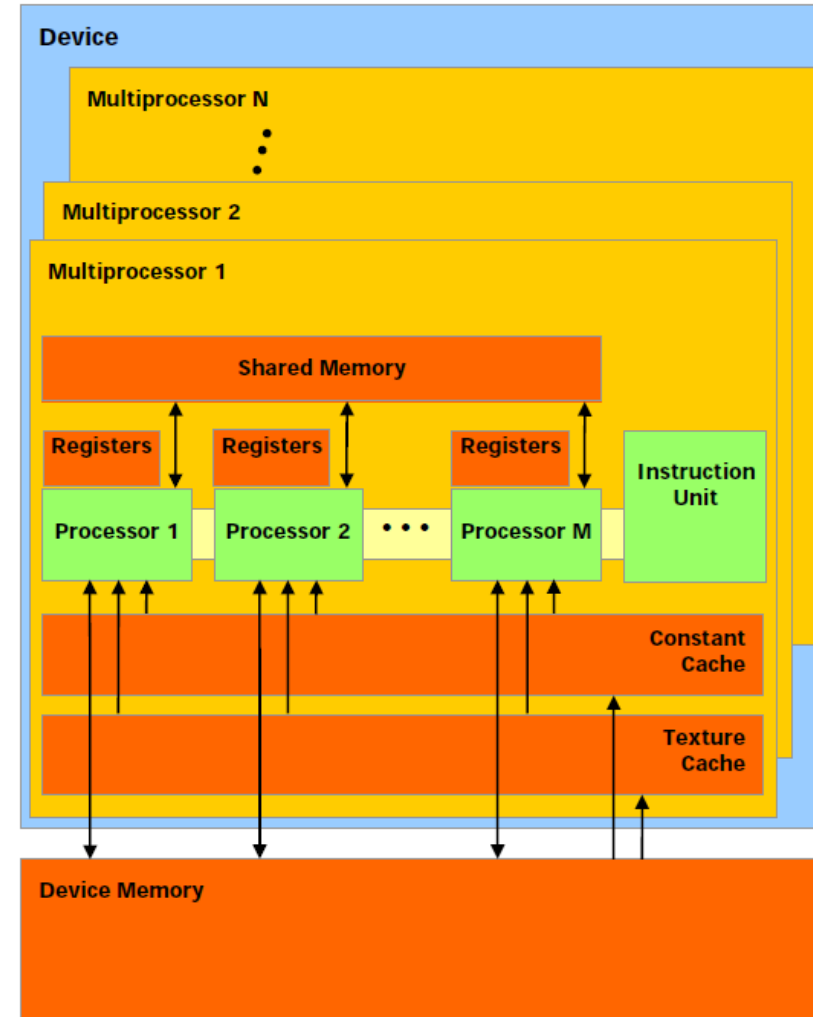 Device
Multiprocessor N
Multiprocessor 2
Multiprocessor 1
Shared Memory
Registers
Registers
Registers
Instruction
Unit
Processor 1
Processor 2
• • •
Processor M
Constant
Cache
Texture
Cache
Device Memory